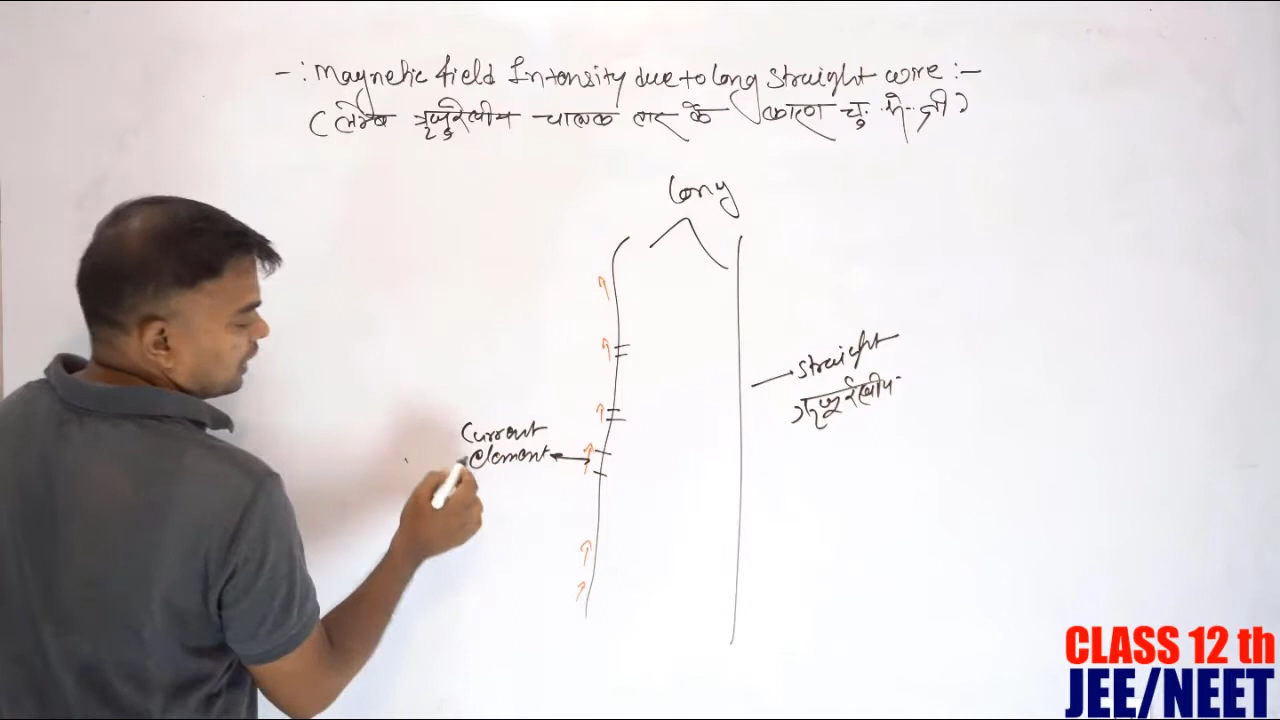 -: Magnetic field Intensity due to long straight wire :-
(लम्बे ऋजुरेखीय चालक तार के कारण चु॰ क्षे॰ ती॰)
Long
straight
ऋजुरेखीय
Current
element
CLASS 12 th
JEE/NEET